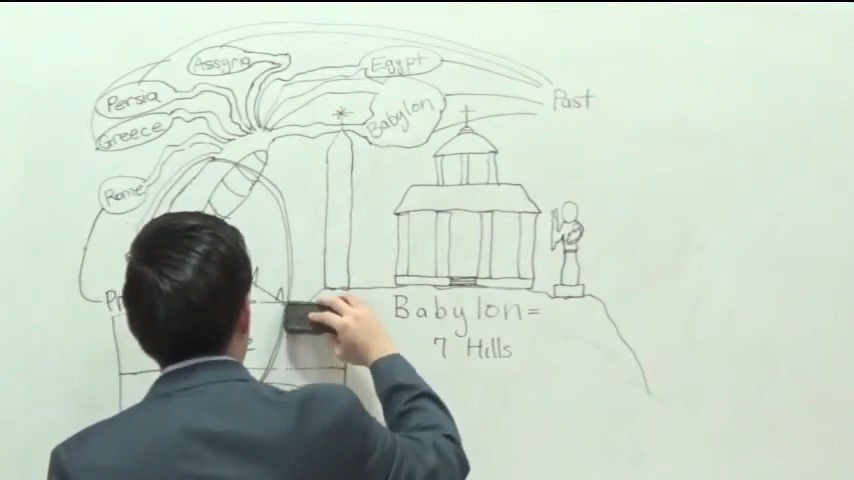 Assyria
Egypt
Persia
Babylon
Past
Greece
Rome
Babylon =
7 Hills